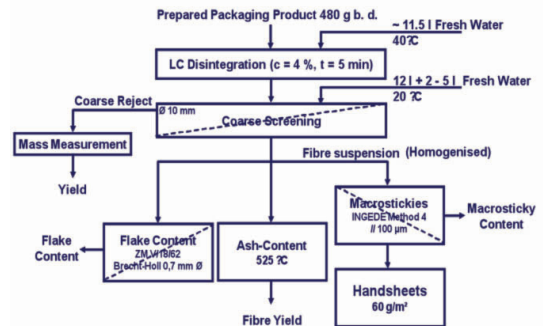 Prepared Packaging Product 480 g b. d.
~ 11.5 l Fresh Water
40?C
LC Disintegration (c = 4 %, t = 5 min)
12 l + 2 - 5 l Fresh Water
20 ?C
Coarse Reject
Ø 10 mm
Coarse Screening
Mass Measurement
Fibre suspension (Homogenised)
Yield
Macrostickies
INGEDE Method 4
// 100 µm
Macrosticky
Content
Flake
Content
Flake Content
ZM V/18/62
Brecht-Holl 0,7 mm Ø
Ash-Content
525 ?C
Handsheets
60 g/m²
Fibre Yield